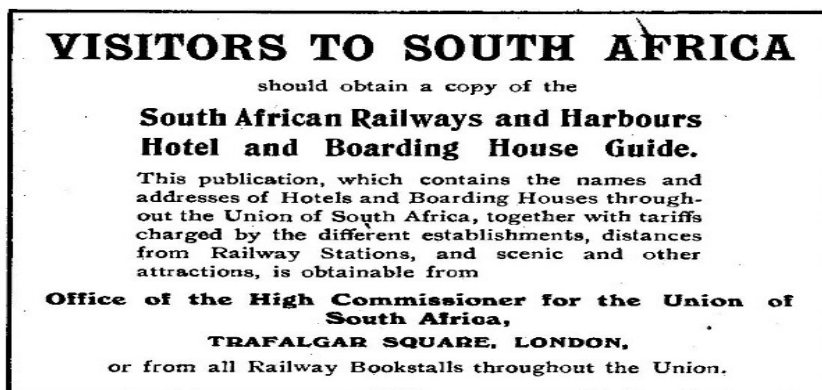 VISITORS TO SOUTH AFRICA
should obtain a copy of the
South African Railways and Harbours
Hotel and Boarding House Guide.
This publication, which contains the names and
addresses of Hotels and Boarding Houses through-
out the Union of South Africa, together with tariffs
charged by the different establishments, distances
from Railway Stations, and scenic and other
attractions, is obtainable from
Office of the High Commissioner for the Union of
South Africa,
TRAFALGAR SQUARE, LONDON,
or from all Railway Bookstalls throughout the Union.